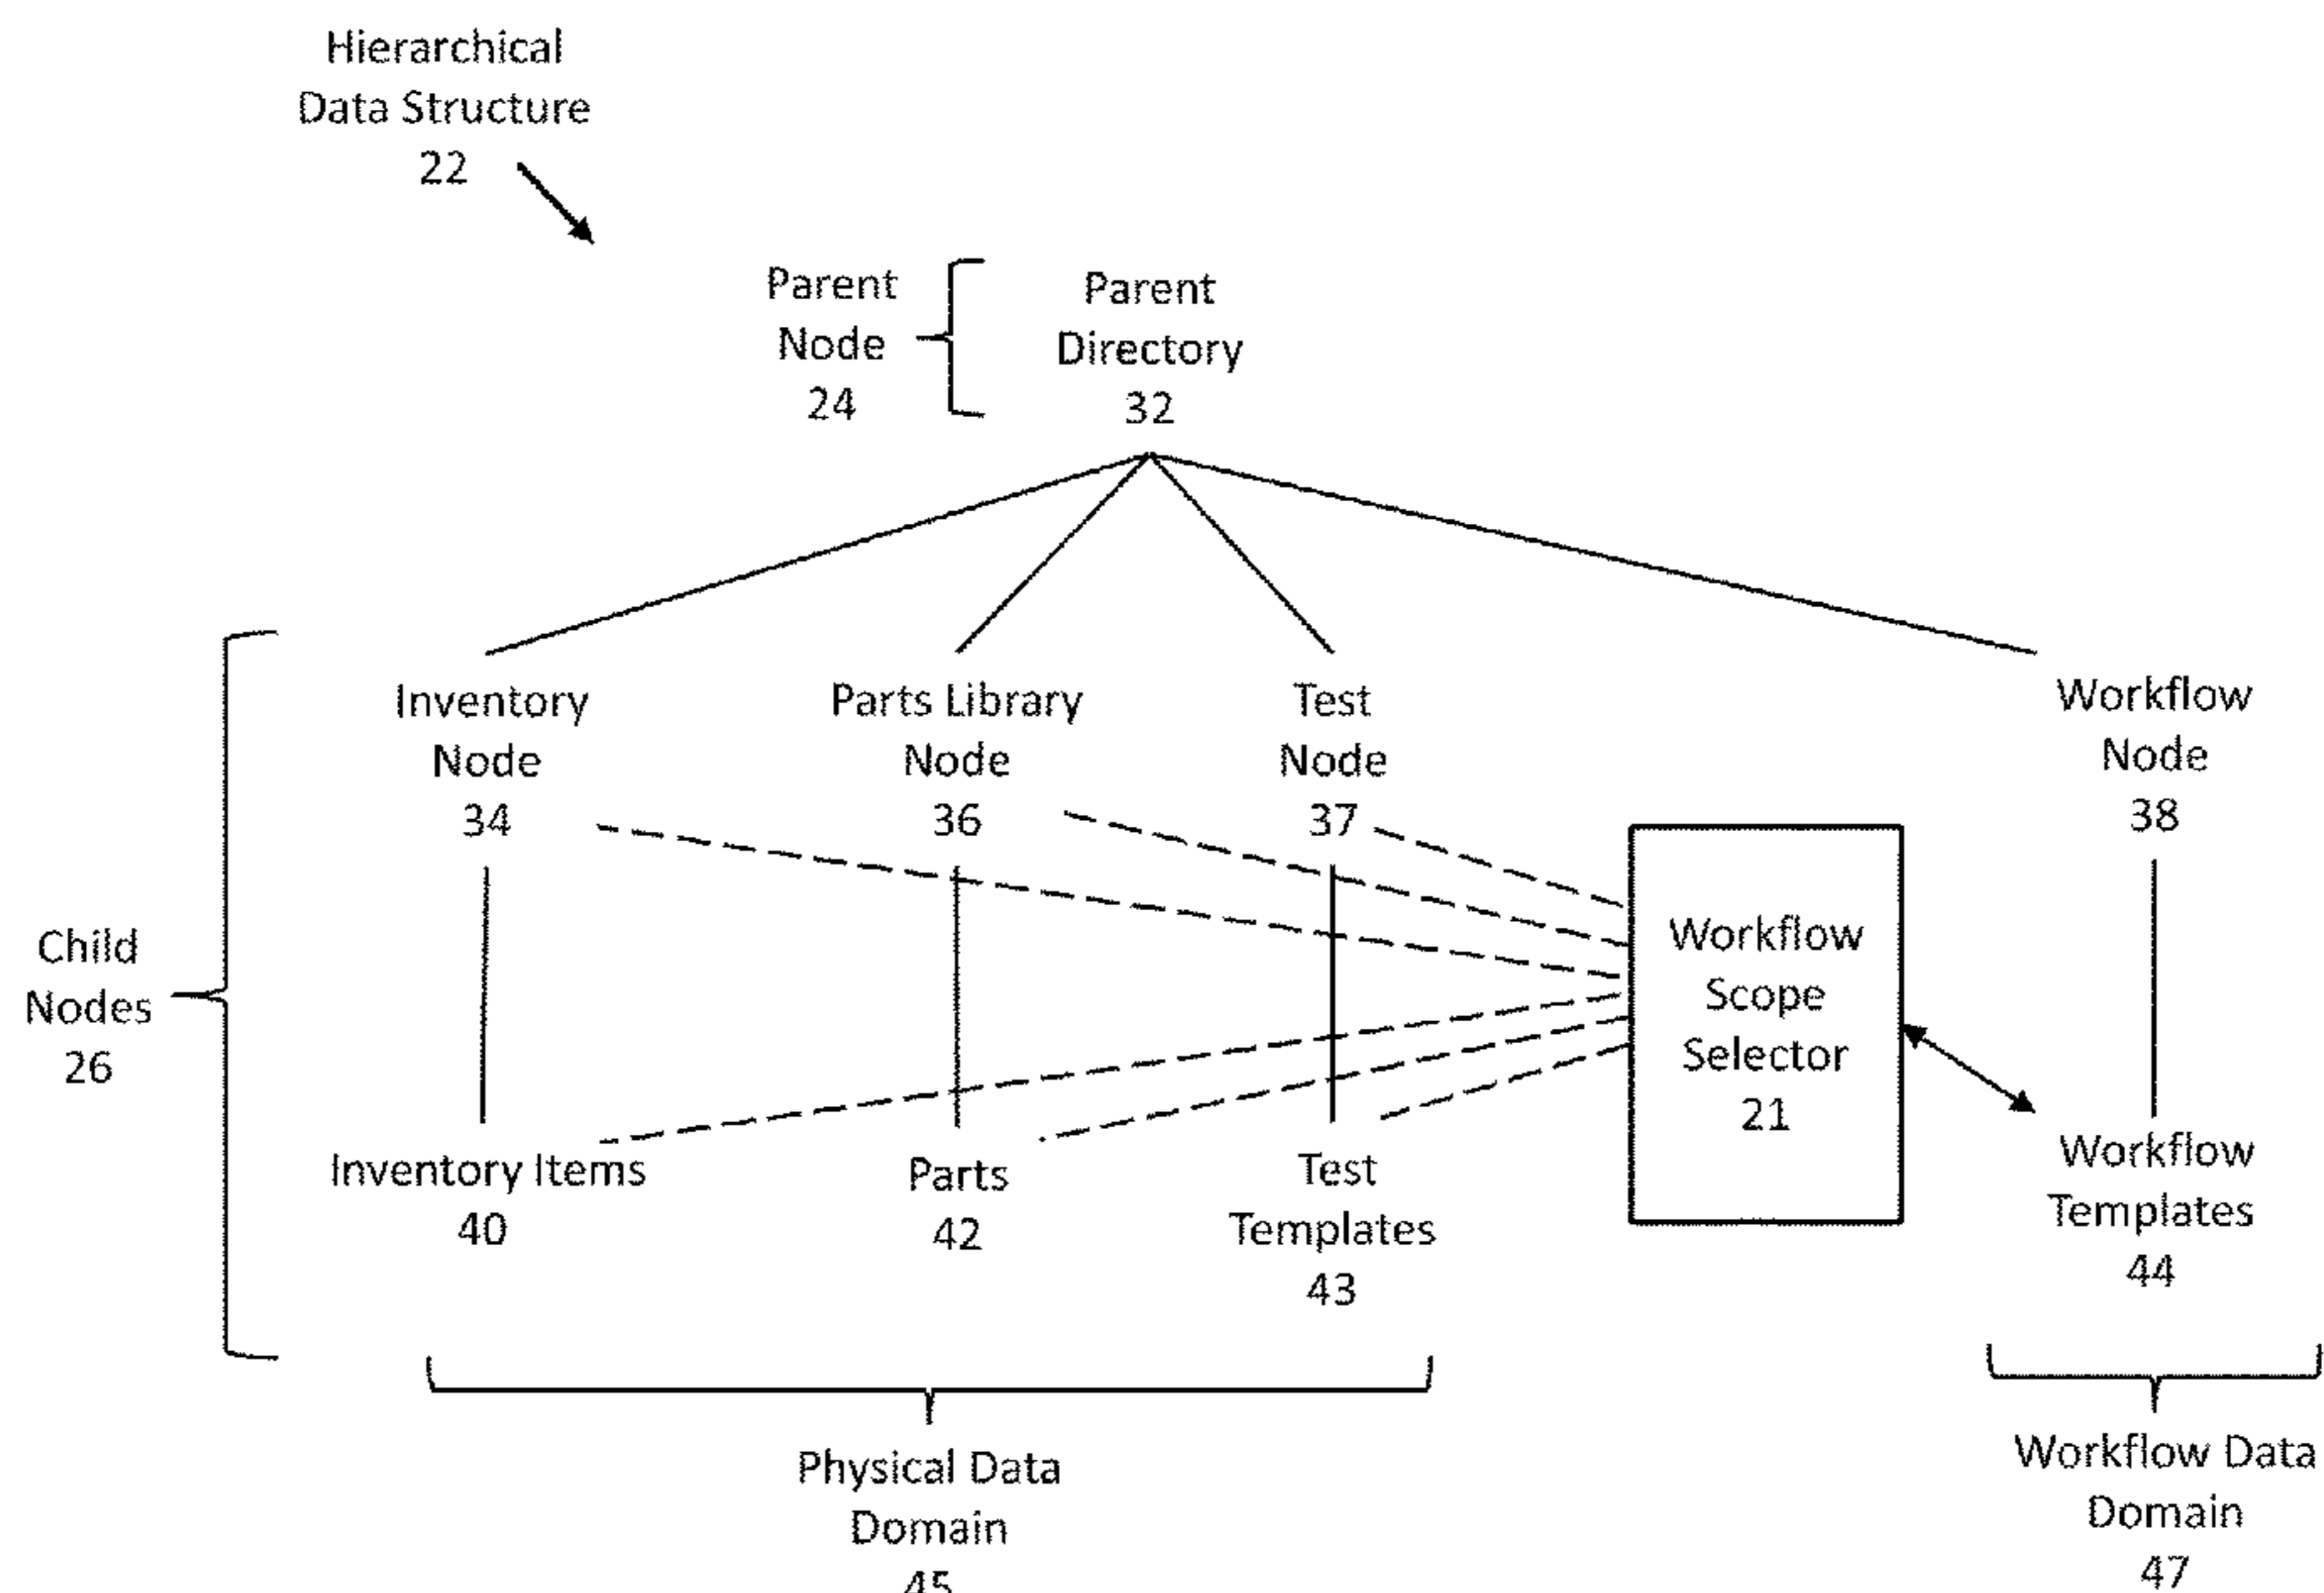 Hierarchical
Data Structure
22
Parent
Node
24
Parent
Directory
32
Inventory
Node
34
Parts Library
Node
36
Test
Node
37
Workflow
Node
38
Child
Nodes
26
Workflow
Scope
Selector
21
Inventory Items
40
Parts
42
Test
Templates
43
Workflow
Templates
44
Physical Data
Domain
45
Workflow Data
Domain
47